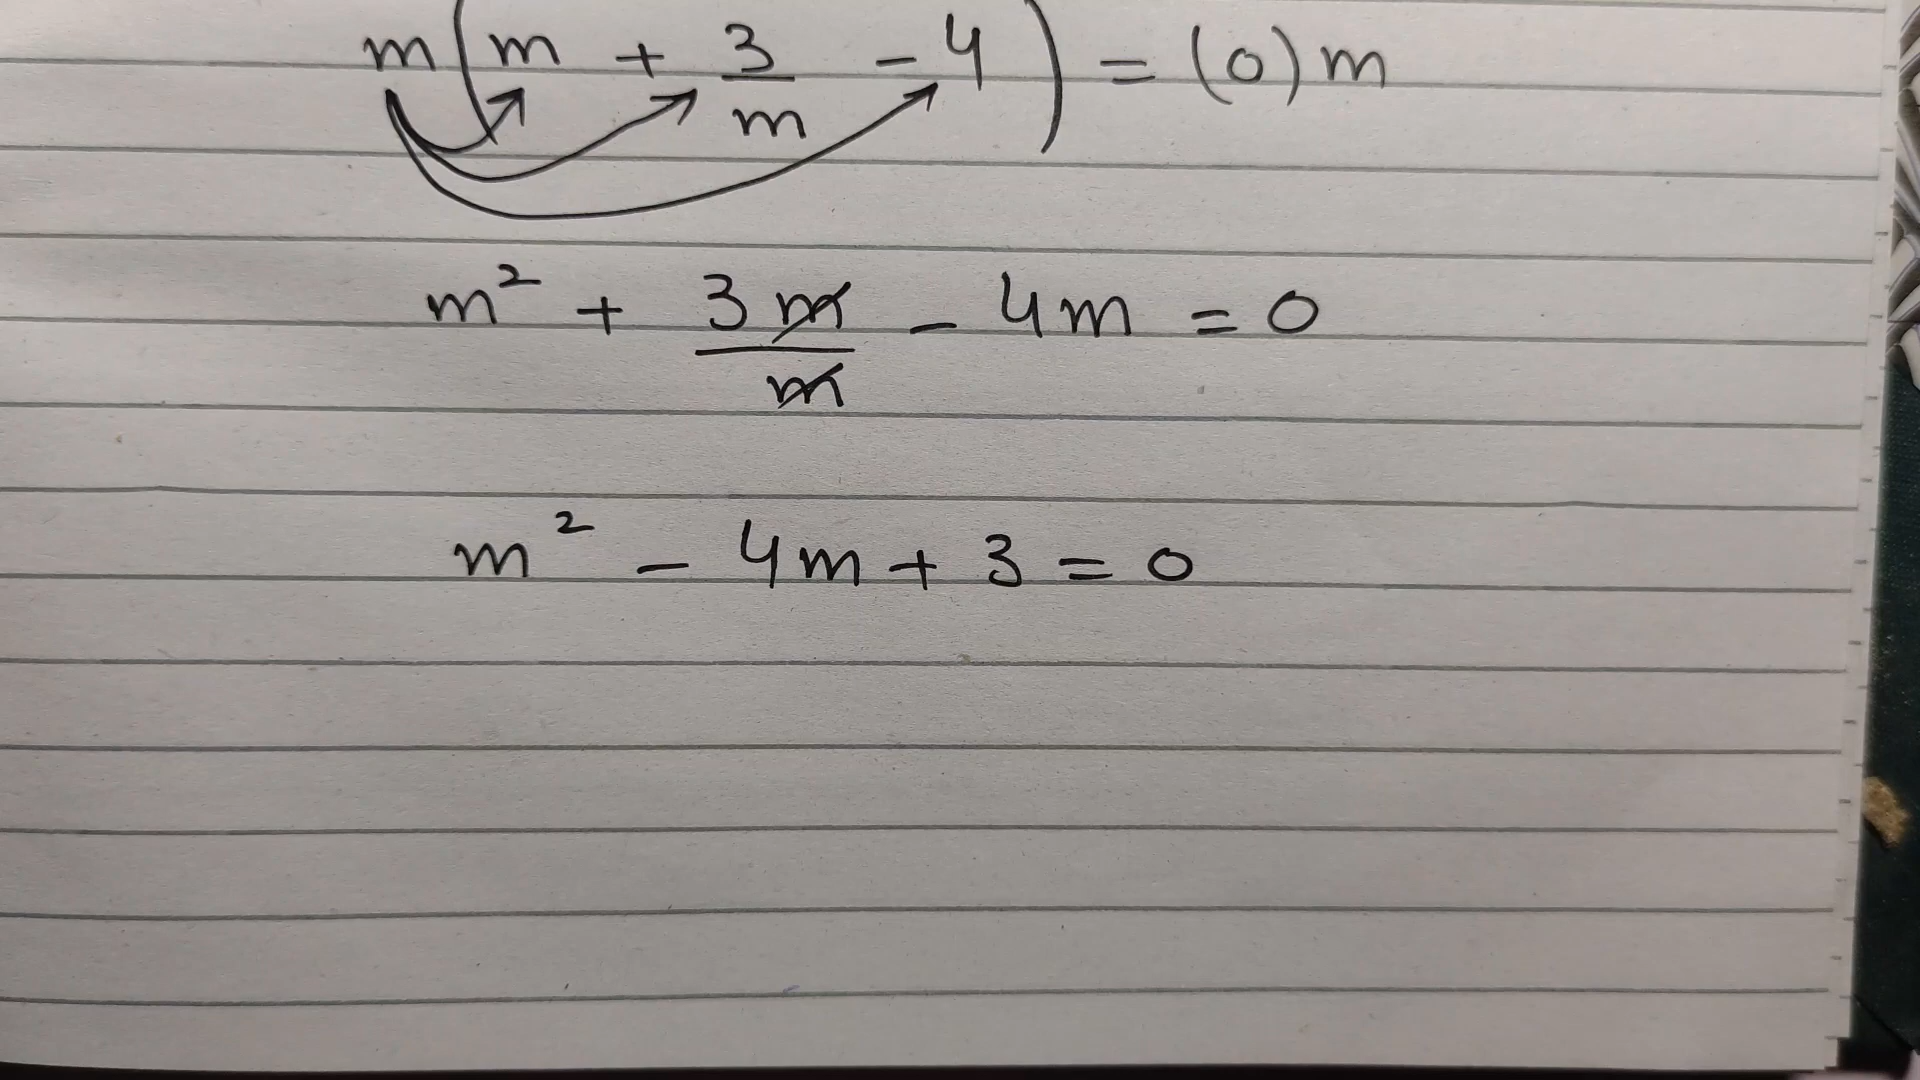 m(m + 3/m - 4) = (0)m
m² + 3m/m - 4m = 0
m² - 4m + 3 = 0